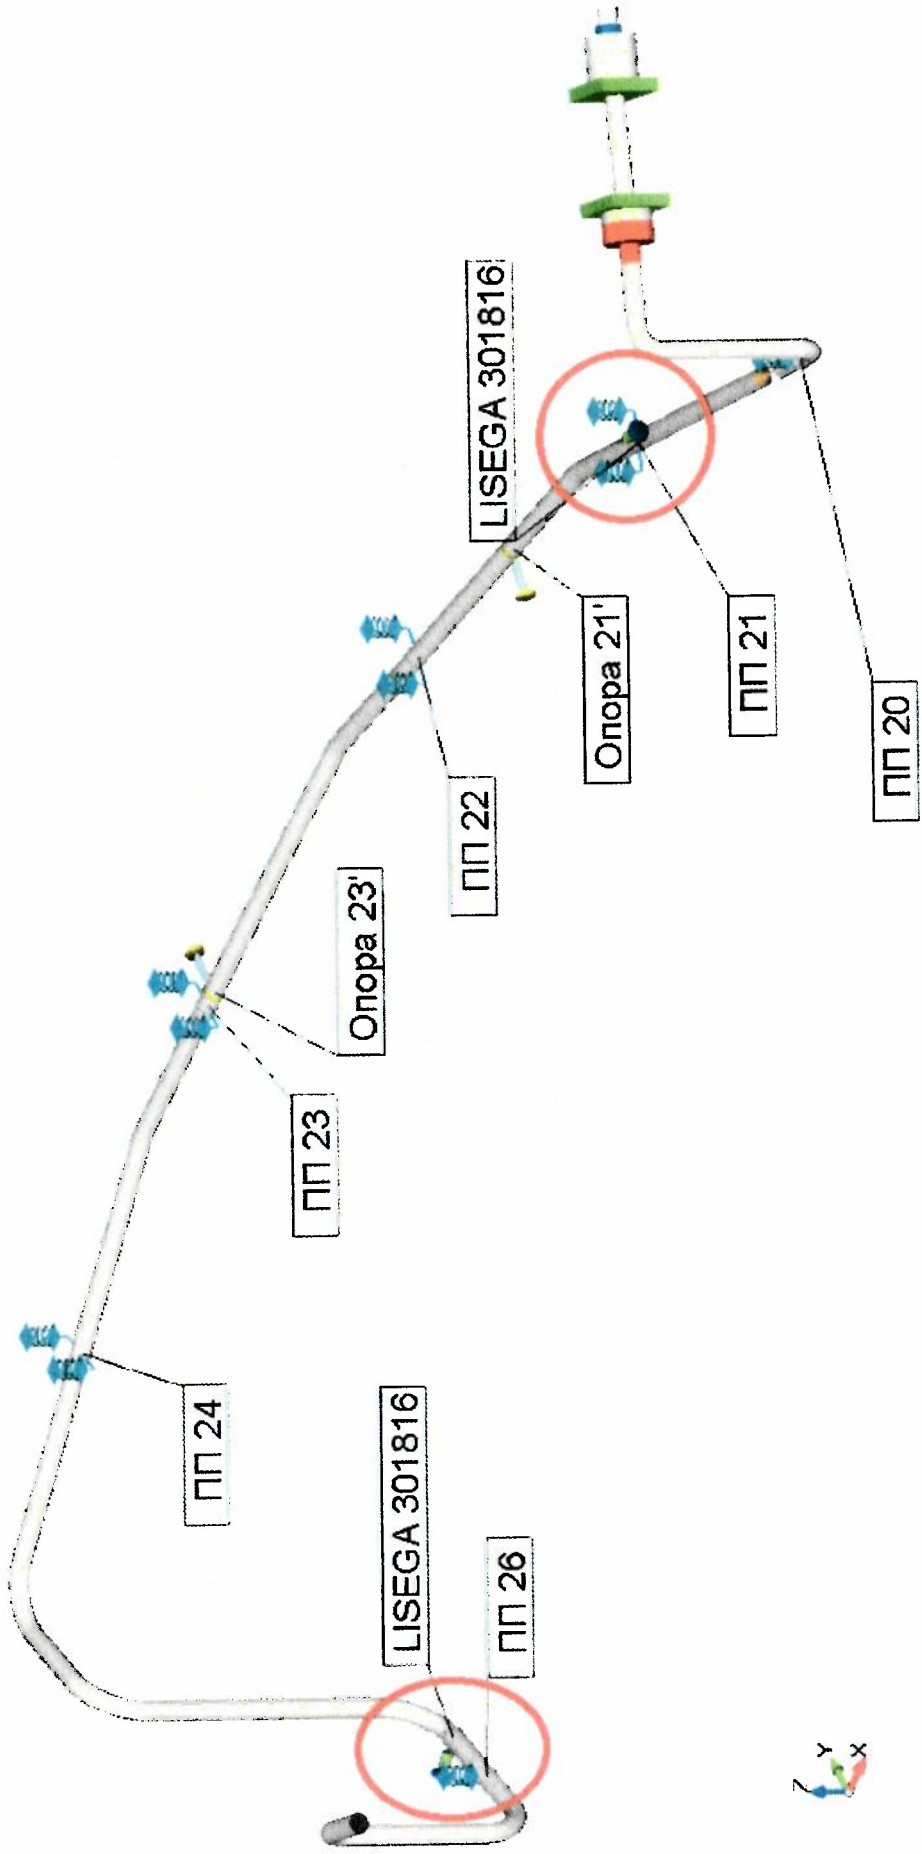 LISEGA 301816
Опора 21'
ПП 21
ПП 20
ПП 22
Опора 23'
ПП 23
ПП 24
LISEGA 301816
ПП 26
Z
Y
X